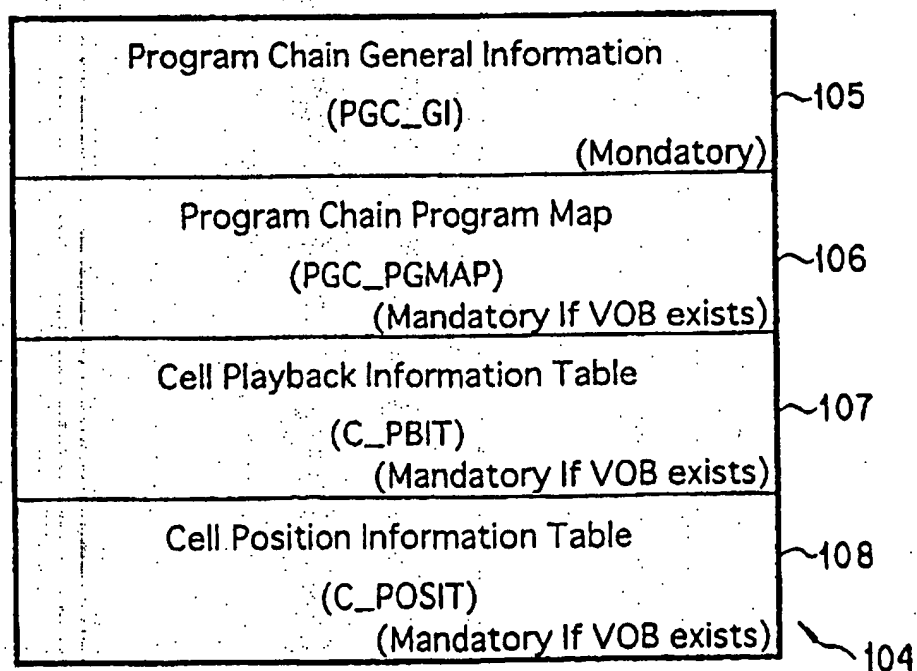 Program Chain General Information
(PGC_GI)
(Mondatory)
105
Program Chain Program Map
(PGC_PGMAP)
(Mandatory If VOB exists)
106
Cell Playback Information Table
(C_PBIT)
(Mandatory If VOB exists)
107
Cell Position Information Table
(C_POSIT)
(Mandatory If VOB exists)
108
104